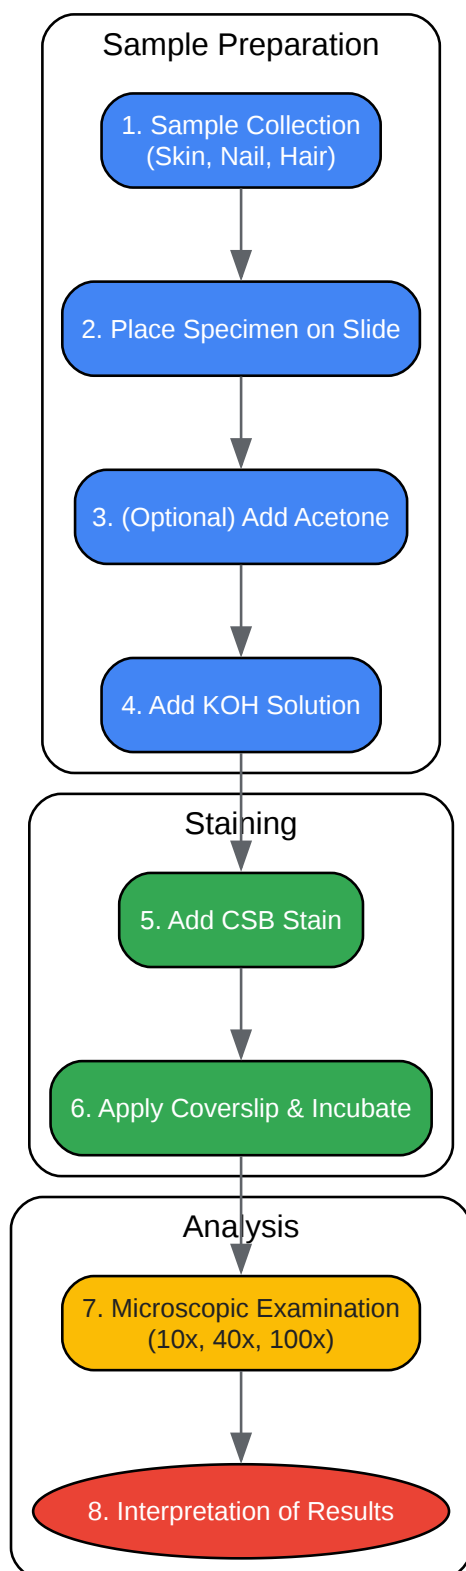 Sample Preparation
1. Sample Collection
(Skin, Nail, Hair)
2. Place Specimen on Slide
3. (Optional) Add Acetone
4. Add KOH Solution
Staining
5. Add CSB Stain
6. Apply Coverslip & Incubate
Analysis
7. Microscopic Examination
(10x, 40x, 100x)
8. Interpretation of Results